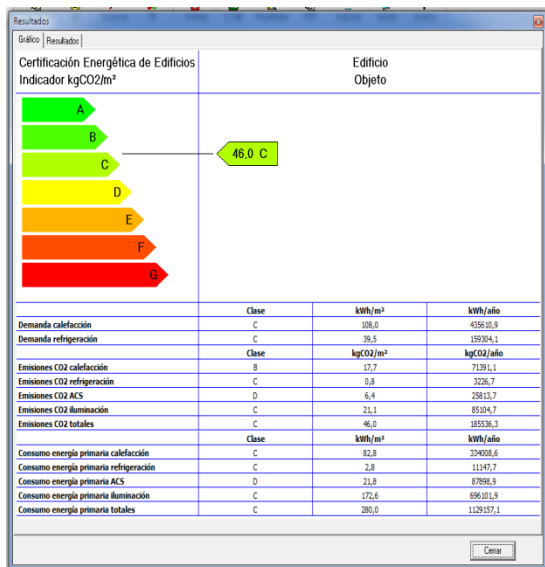 Resultados
Gráfico Resultados
Certificación Energética de Edificios
Indicador kgCO2/m²
Edificio
Objeto
A
B
C
D
E
F
G
46,0 C
Clase kWh/m² kWh/año
Demanda calefacción C 108,0 435610,9
Demanda refrigeración C 39,5 159304,1
Clase kgCO2/m² kgCO2/año
Emisiones CO2 calefacción B 17,7 71391,1
Emisiones CO2 refrigeración C 0,8 3226,7
Emisiones CO2 ACS D 6,4 25813,7
Emisiones CO2 iluminación C 21,1 85104,7
Emisiones CO2 totales C 46,0 185536,3
Clase kWh/m² kWh/año
Consumo energía primaria calefacción C 82,8 334008,6
Consumo energía primaria refrigeración C 2,8 11147,7
Consumo energía primaria ACS D 21,8 87898,9
Consumo energía primaria iluminación C 172,6 696101,9
Consumo energía primaria totales C 280,0 1129157,1
Cerrar